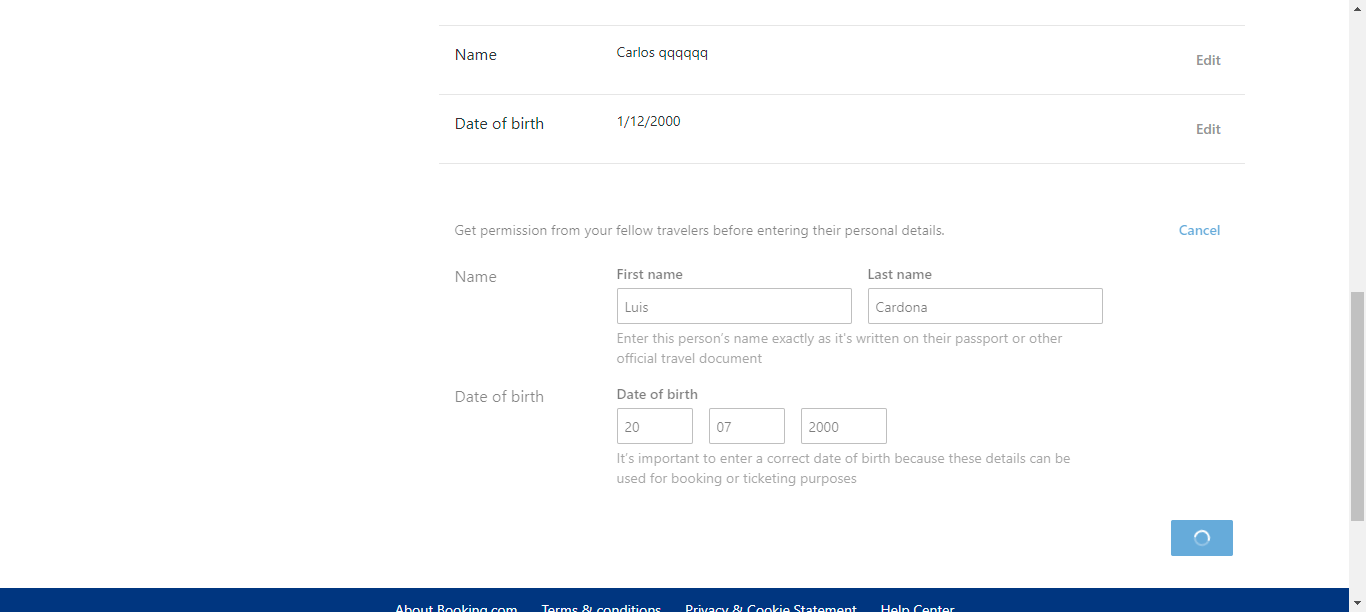 Name Carlos qqqqqq Edit
Date of birth 1/12/2000 Edit
Get permission from your fellow travelers before entering their personal details. Cancel
Name First name Last name
Luis Cardona
Enter this person's name exactly as it's written on their passport or other
official travel document
Date of birth Date of birth
20 07 2000
It's important to enter a correct date of birth because these details can be
used for booking or ticketing purposes
About Booking.com Terms & conditions Privacy & Cookie Statement Help Center